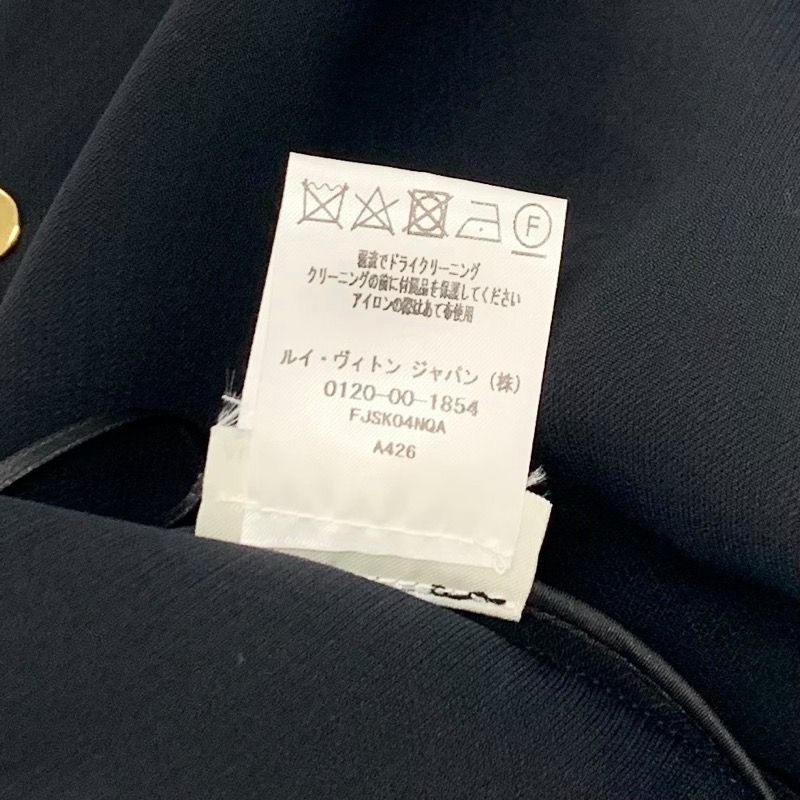 F
弱流でドライクリーニング
クリーニングの前に付属品を保護してください
アイロンの際はあて布使用
ルイ・ヴィトン ジャパン (株)
0120-00-1854
FJSK04NQA
A426